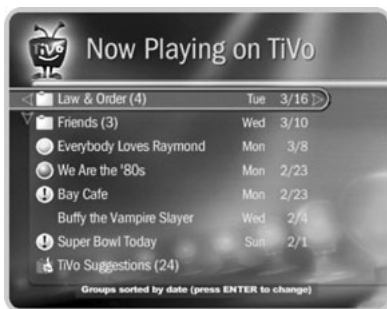 TiVo
Now Playing on TiVo
Law & Order (4) Tue 3/16
Friends (3) Wed 3/10
Everybody Loves Raymond Mon 3/8
We Are the '80s Mon 2/23
Bay Cafe Mon 2/23
Buffy the Vampire Slayer Wed 2/4
Super Bowl Today Sun 2/1
TiVo Suggestions (24)
Groups sorted by date (press ENTER to change)